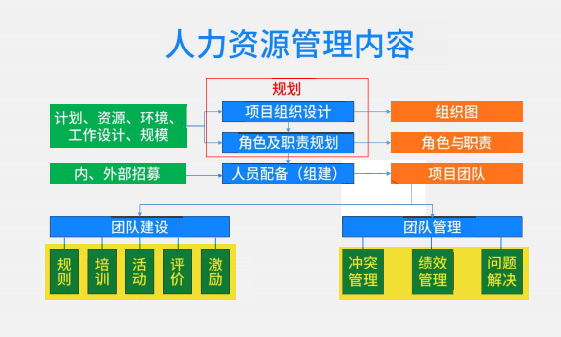 人力资源管理内容
规划
计划、资源、环境、
工作设计、规模
项目组织设计
组织图
角色及职责规划
角色与职责
内、外部招募
人员配备（组建）
项目团队
团队建设
团队管理
规则
培训
活动
评价
激励
冲突
管理
绩效
管理
问题
解决